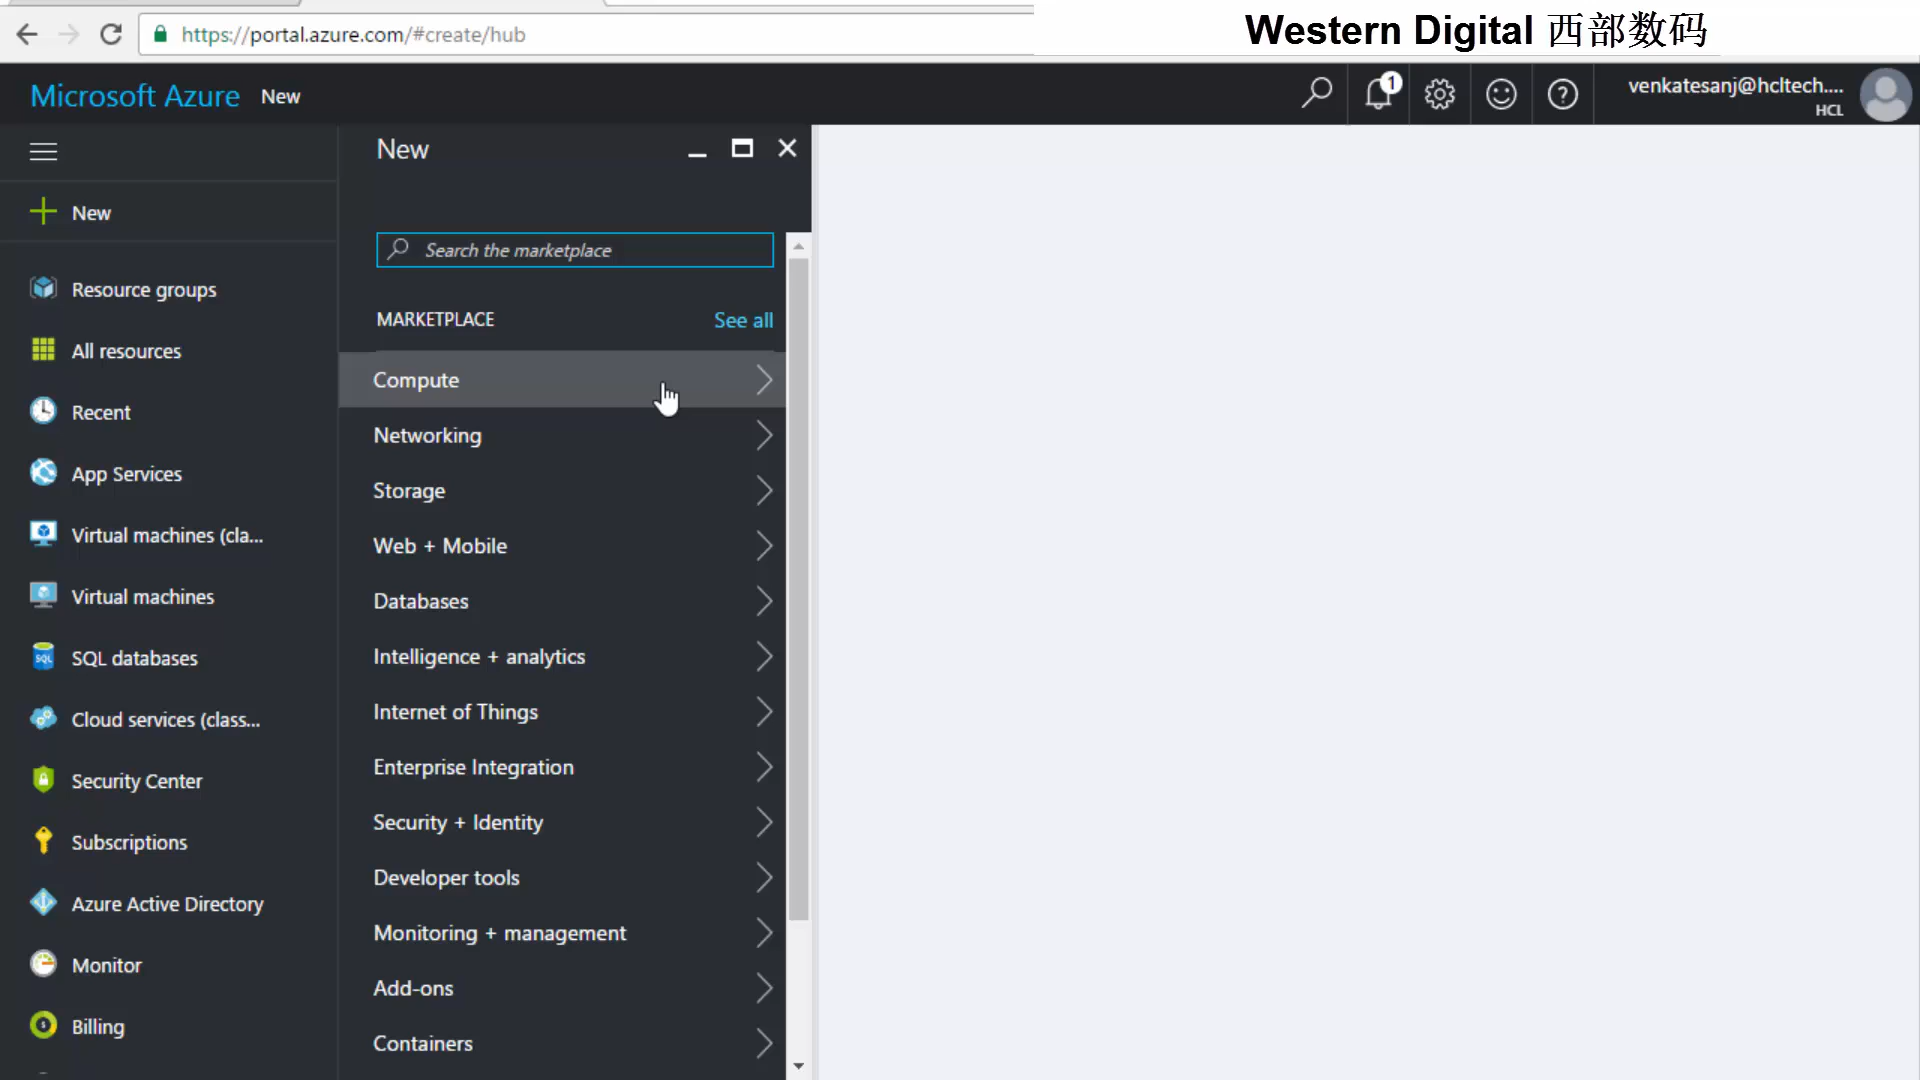 https://portal.azure.com/#create/hub
Western Digital 西部数码
Microsoft Azure New
1
venkatesanj@hcltech....
HCL
New
Resource groups
All resources
Recent
App Services
Virtual machines (cla...
Virtual machines
SQL databases
Cloud services (class...
Security Center
Subscriptions
Azure Active Directory
Monitor
Billing
New
Search the marketplace
MARKETPLACE See all
Compute
Networking
Storage
Web + Mobile
Databases
Intelligence + analytics
Internet of Things
Enterprise Integration
Security + Identity
Developer tools
Monitoring + management
Add-ons
Containers